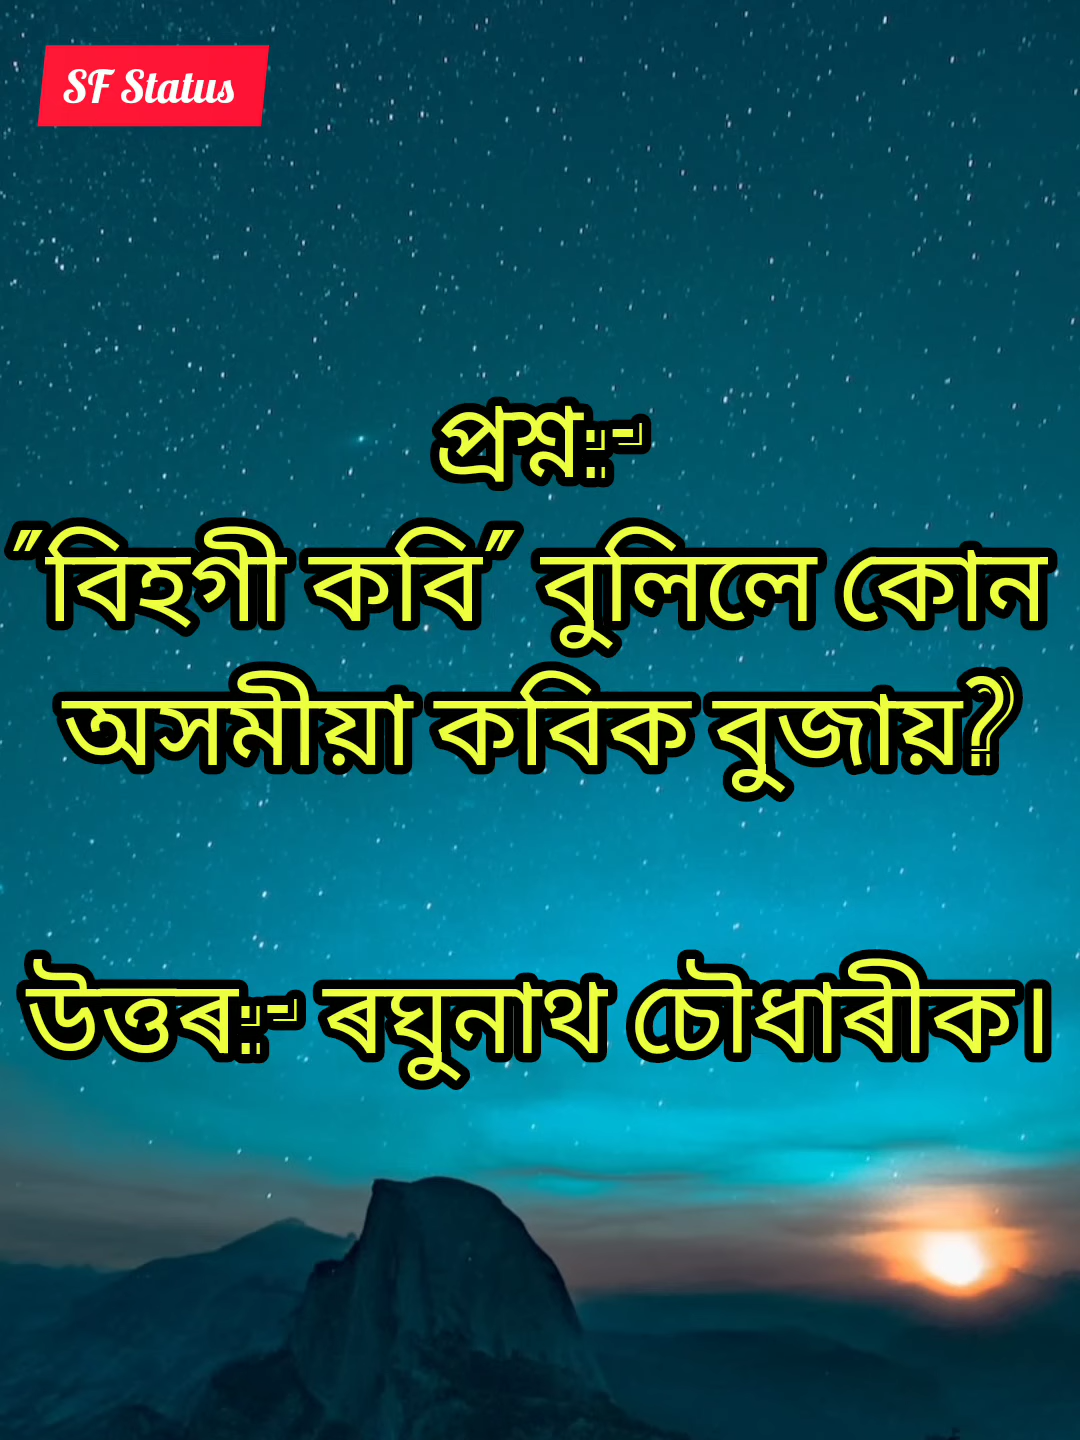 SF Status
প্ৰশ্ন:-
"বিহগী কবি" বুলিলে কোন
অসমীয়া কবিক বুজায়?
উত্তৰ:- ৰঘুনাথ চৌধাৰীক।